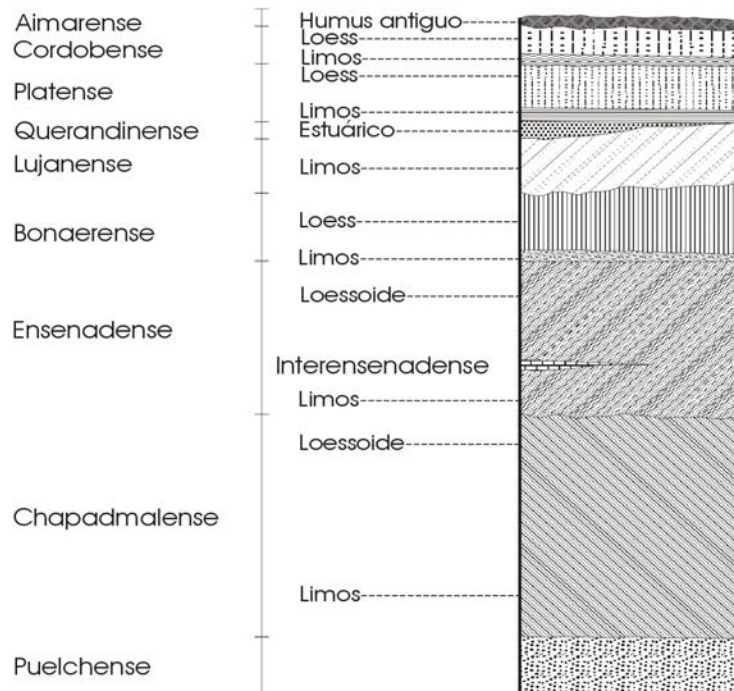 Aimarense
Humus antiguo
Cordobense
Loess
Limos
Platense
Loess
Limos
Querandinense
Estuárico
Lujanense
Limos
Bonaerense
Loess
Limos
Ensenadense
Loessoide
Interensenadense
Limos
Chapadmalense
Loessoide
Limos
Puelchense